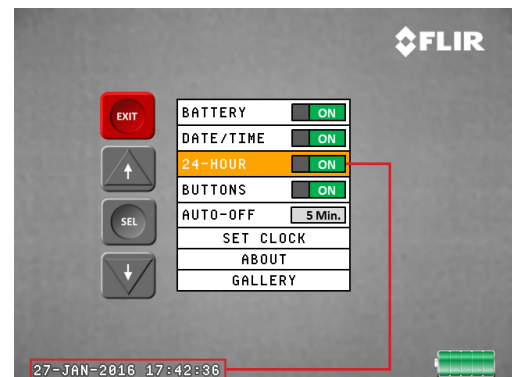 FLIR
EXIT
SEL
BATTERY ON
DATE/TIME ON
24-HOUR ON
BUTTONS ON
AUTO-OFF 5 Min.
SET CLOCK
ABOUT
GALLERY
27-JAN-2016 17:42:36